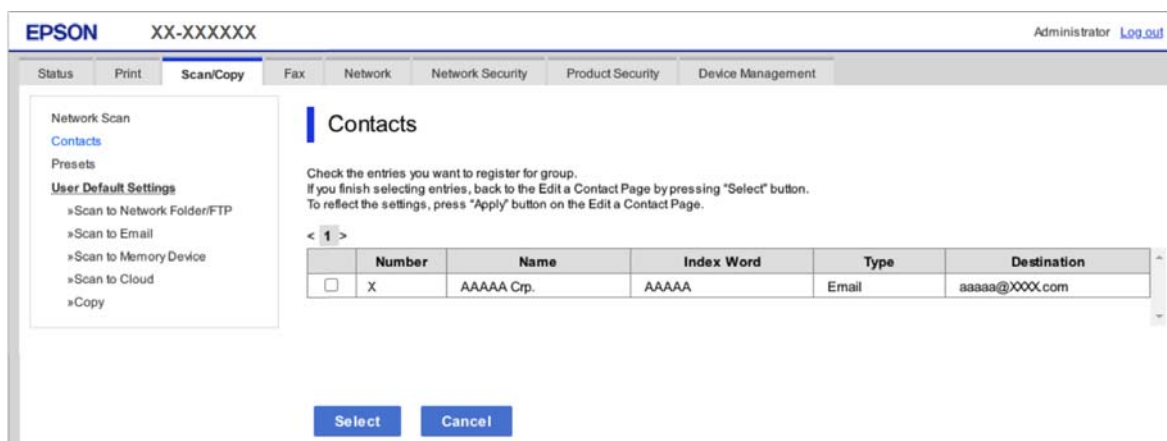 EPSON XX-XXXXXX Administrator Log out
Status Print Scan/Copy Fax Network Network Security Product Security Device Management
Network Scan
Contacts
Presets
User Default Settings
»Scan to Network Folder/FTP
»Scan to Email
»Scan to Memory Device
»Scan to Cloud
»Copy
Contacts
Check the entries you want to register for group.
If you finish selecting entries, back to the Edit a Contact Page by pressing "Select" button.
To reflect the settings, press "Apply" button on the Edit a Contact Page.
< 1 >
Number Name Index Word Type Destination
X AAAAA Crp. AAAAA Email aaaaa@XXXX.com
Select Cancel